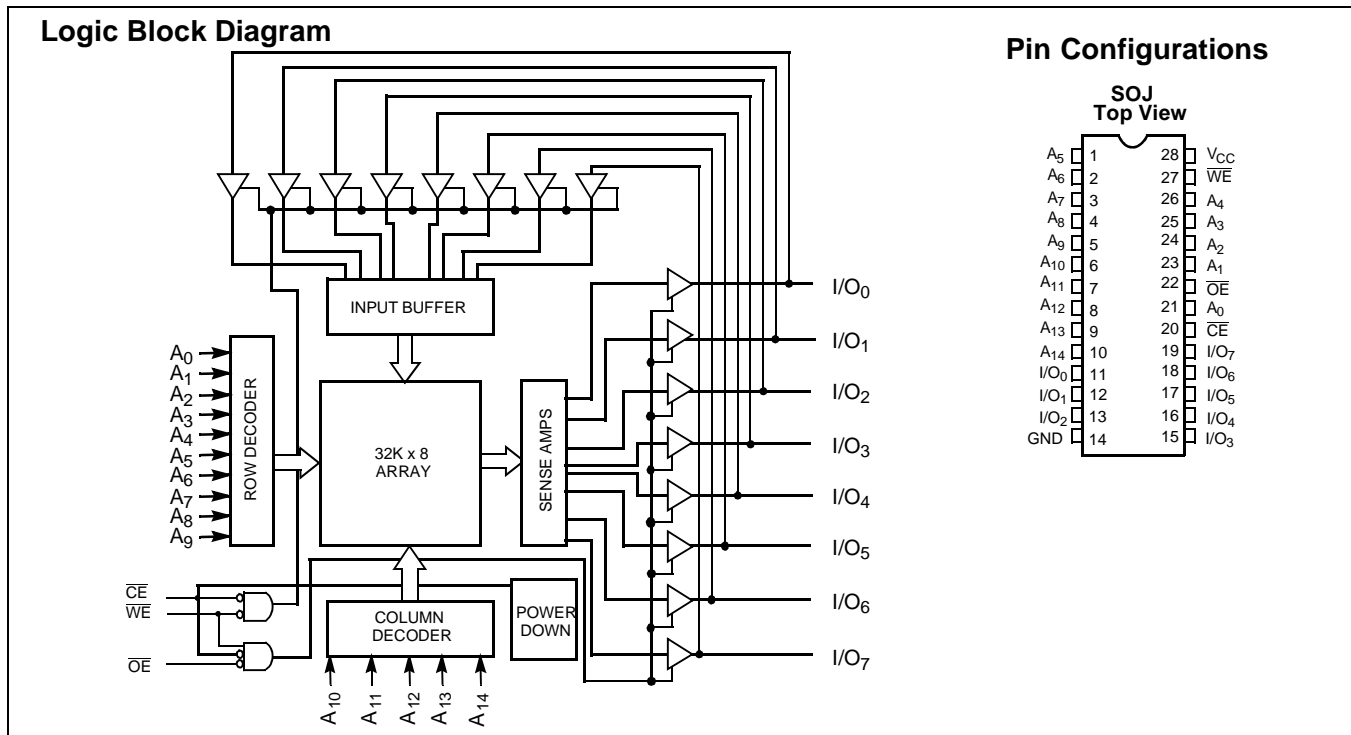 Logic Block Diagram
INPUT BUFFER
A0
A1
A2
A3
A4
A5
A6
A7
A8
A9
ROW DECODER
32K x 8
ARRAY
SENSE AMPS
I/O0
I/O1
I/O2
I/O3
I/O4
I/O5
I/O6
I/O7
CE
WE
OE
COLUMN
DECODER
POWER
DOWN
A10
A11
A12
A13
A14
Pin Configurations
SOJ
Top View
A5 1 28 VCC
A6 2 27 WE
A7 3 26 A4
A8 4 25 A3
A9 5 24 A2
A10 6 23 A1
A11 7 22 OE
A12 8 21 A0
A13 9 20 CE
A14 10 19 I/O7
I/O0 11 18 I/O6
I/O1 12 17 I/O5
I/O2 13 16 I/O4
GND 14 15 I/O3